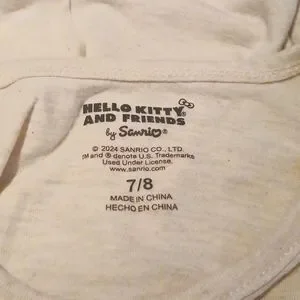 HELLO KITTY®
AND FRIENDS
by Sanrio®
© 2024 SANRIO CO., LTD.
TM and ® denote U.S. Trademarks
Used Under License.
www.sanrio.com
7/8
MADE IN CHINA
HECHO EN CHINA